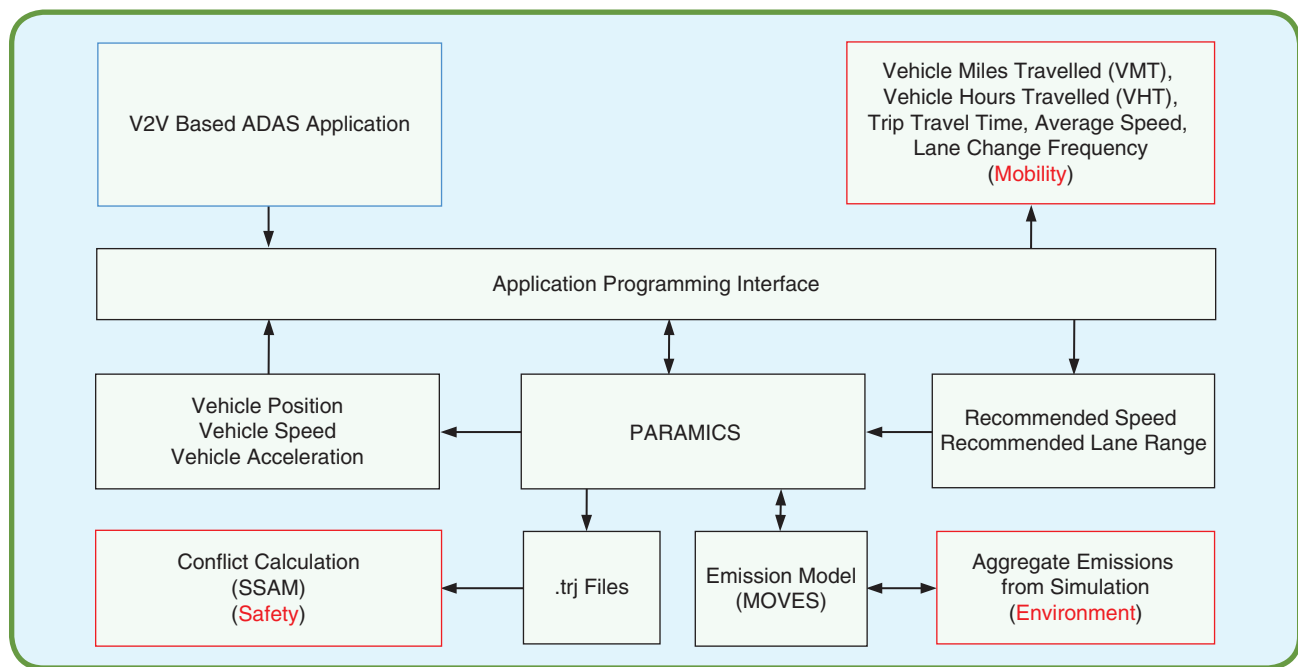 V2V Based ADAS Application
Vehicle Miles Travelled (VMT),
Vehicle Hours Travelled (VHT),
Trip Travel Time, Average Speed,
Lane Change Frequency
(Mobility)
Application Programming Interface
Vehicle Position
Vehicle Speed
Vehicle Acceleration
PARAMICS
Recommended Speed
Recommended Lane Range
Conflict Calculation
(SSAM)
(Safety)
.trj Files
Emission Model
(MOVES)
Aggregate Emissions
from Simulation
(Environment)